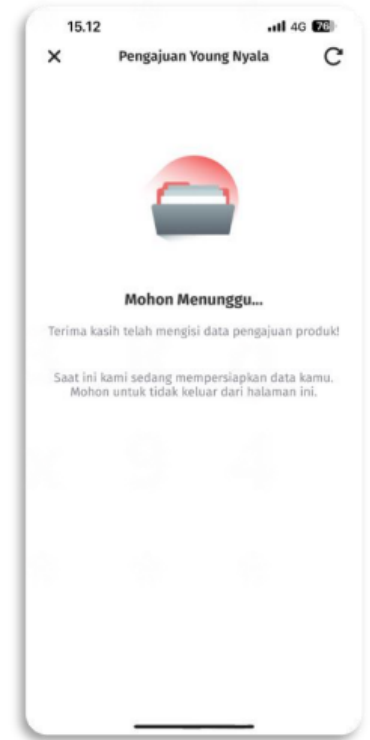 15.12
4G 76
Pengajuan Young Nyala
Mohon Menunggu...
Terima kasih telah mengisi data pengajuan produk!
Saat ini kami sedang mempersiapkan data kamu.
Mohon untuk tidak keluar dari halaman ini.